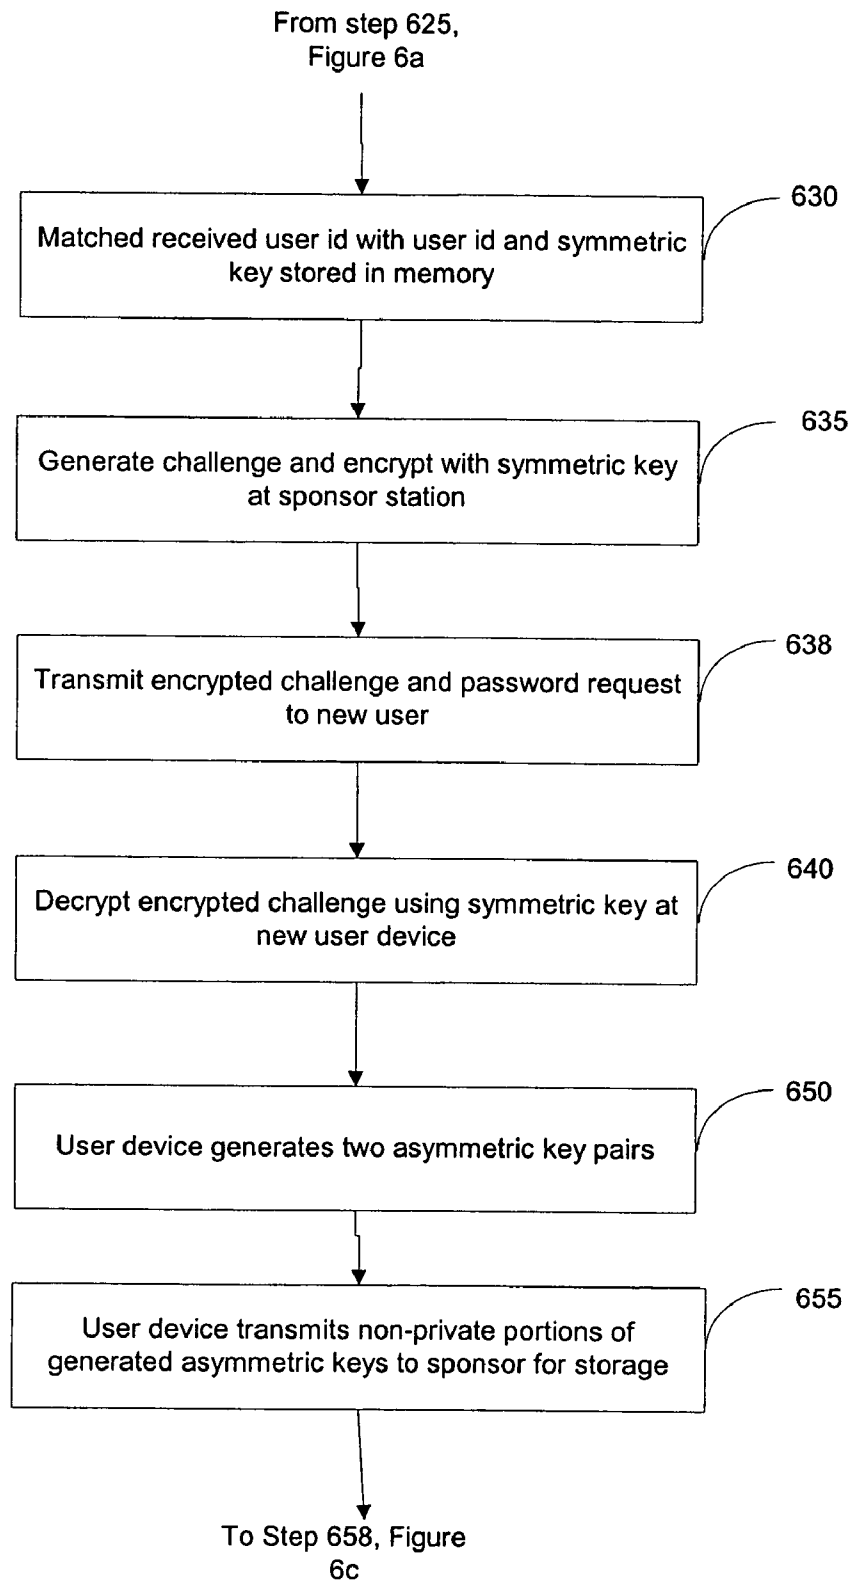 From step 625,
Figure 6a
630
Matched received user id with user id and symmetric
key stored in memory
635
Generate challenge and encrypt with symmetric key
at sponsor station
638
Transmit encrypted challenge and password request
to new user
640
Decrypt encrypted challenge using symmetric key at
new user device
650
User device generates two asymmetric key pairs
655
User device transmits non-private portions of
generated asymmetric keys to sponsor for storage
To Step 658, Figure
6c